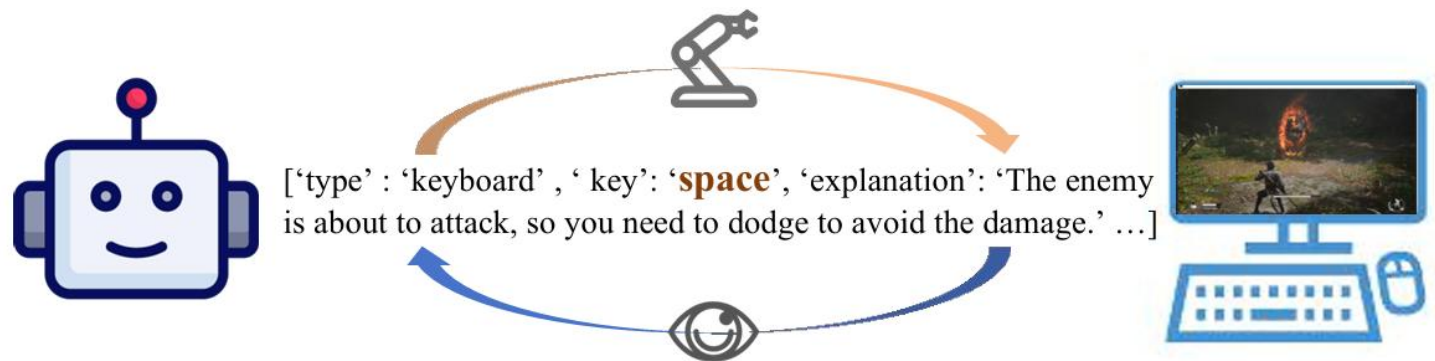 [‘type’ : ‘keyboard’ , ‘ key’: ‘space’, ‘explanation’: ‘The enemy
is about to attack, so you need to dodge to avoid the damage.’ …]